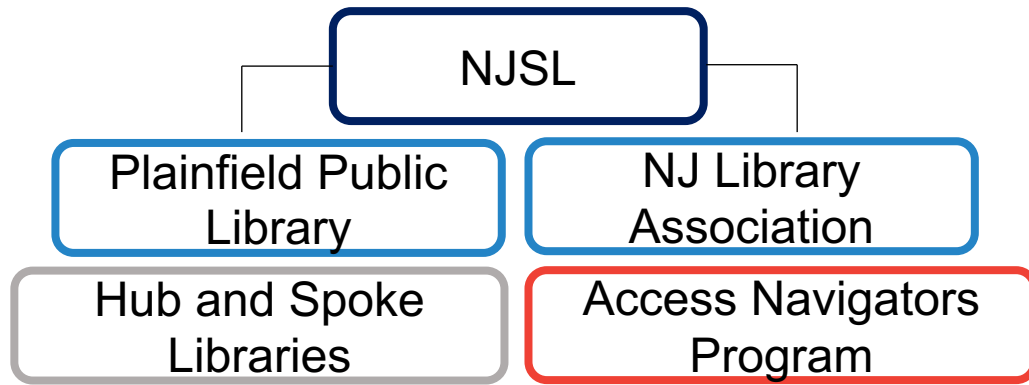 NJSL
Plainfield Public
Library
NJ Library
Association
Hub and Spoke
Libraries
Access Navigators
Program